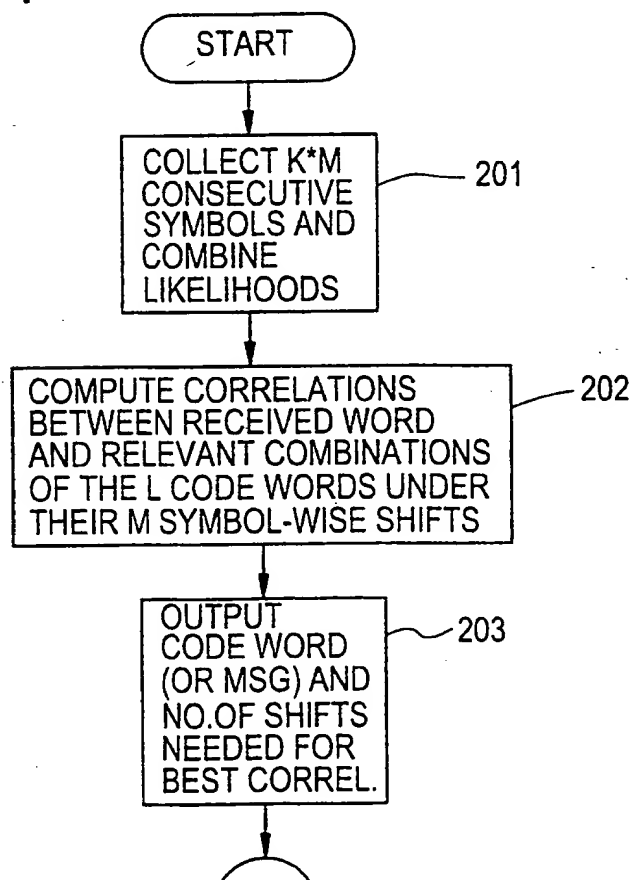 START
COLLECT K*M
CONSECUTIVE
SYMBOLS AND
COMBINE
LIKELIHOODS
201
COMPUTE CORRELATIONS
BETWEEN RECEIVED WORD
AND RELEVANT COMBINATIONS
OF THE L CODE WORDS UNDER
THEIR M SYMBOL-WISE SHIFTS
202
OUTPUT
CODE WORD
(OR MSG) AND
NO.OF SHIFTS
NEEDED FOR
BEST CORREL.
203